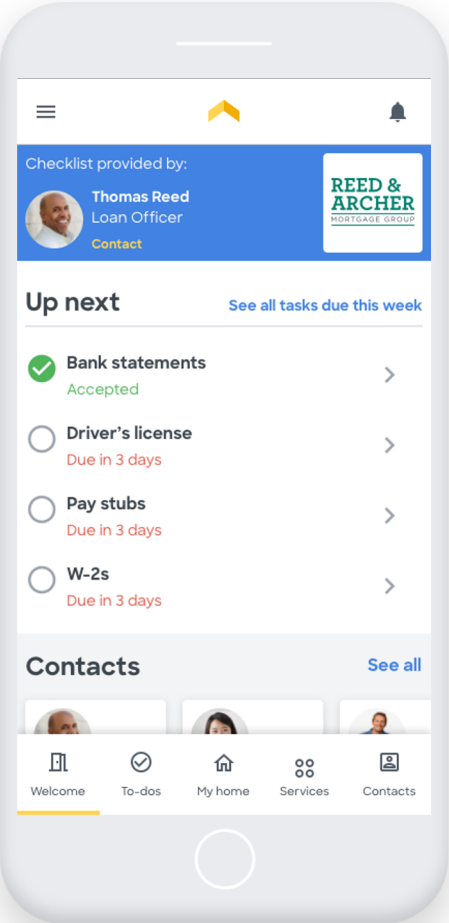 Checklist provided by:
Thomas Reed
Loan Officer
Contact
REED &
ARCHER
MORTGAGE GROUP
Up next
See all tasks due this week
Bank statements
Accepted
Driver’s license
Due in 3 days
Pay stubs
Due in 3 days
W-2s
Due in 3 days
Contacts
See all
Welcome
To-dos
My home
Services
Contacts